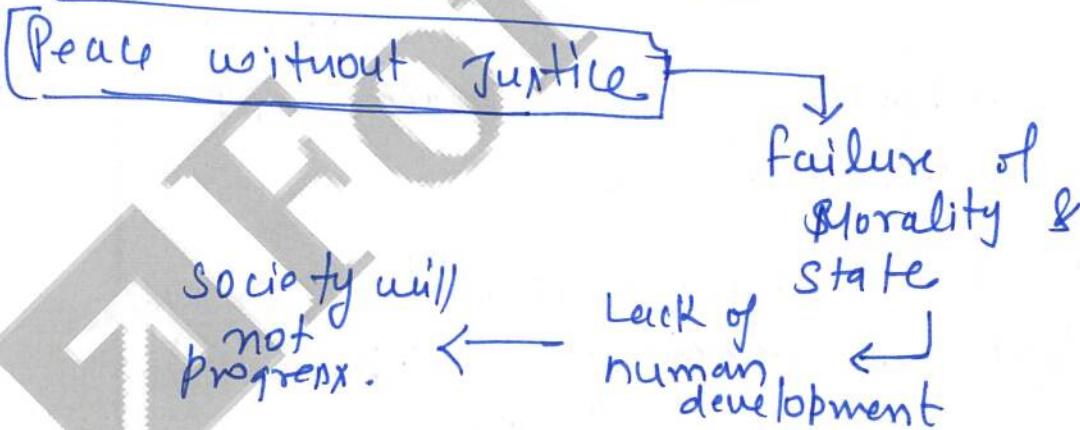 Peace without Justice
failure of
Morality &
state
Lack of
human
development
society will
not
progress.